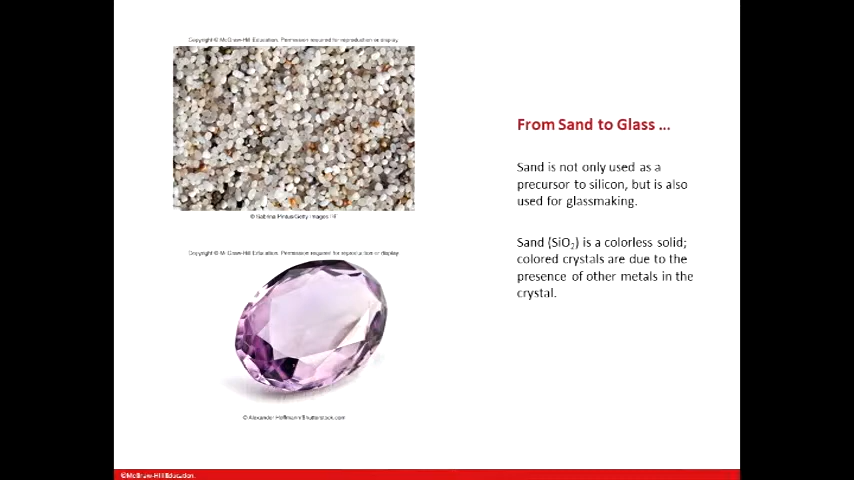 Copyright © McGraw-Hill Education. Permission required for reproduction or display.
© Sabrina Pintus/Getty Images RF
Copyright © McGraw-Hill Education. Permission required for reproduction or display
© Alexander Hoffmann/Shutterstock.com
From Sand to Glass ...
Sand is not only used as a
precursor to silicon, but is also
used for glassmaking.
Sand (SiO₂) is a colorless solid;
colored crystals are due to the
presence of other metals in the
crystal.
©McGraw-Hill Education.